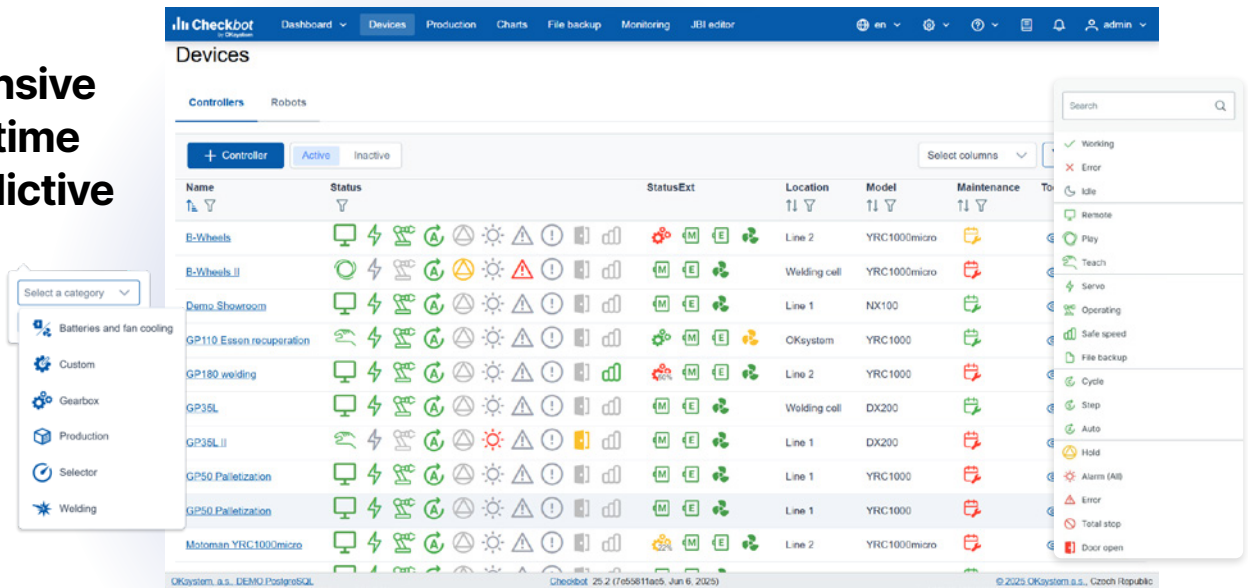 nsive
time
lictive
Checkbot
by OKsystem
Dashboard Devices Production Charts File backup Monitoring JBI editor en admin
Devices
Controllers Robots
+ Controller Active Inactive Select columns
Name Status StatusExt Location Model Maintenance To
B-Wheels Line 2 YRC1000micro
B-Wheels II Welding cell YRC1000micro
Demo Showroom Line 1 NX100
GP110 Essen recuperation OKsystem YRC1000
GP180 welding Line 2 YRC1000
GP35L Welding cell DX200
GP35L II Line 1 DX200
GP50 Palletization Line 1 YRC1000
GP50 Palletization Line 1 YRC1000
Motoman YRC1000micro Line 2 YRC1000micro
OKsystem, a.s., DEMO PostgreSQL Checkbot 25.2 (7e55811ae5, Jun 6, 2025) © 2025 OKsystem a.s., Czech Republic
Select a category
Batteries and fan cooling
Custom
Gearbox
Production
Selector
Welding
Search
Working
Error
Idle
Remote
Play
Teach
Servo
Operating
Safe speed
File backup
Cycle
Step
Auto
Hold
Alarm (All)
Error
Total stop
Door open